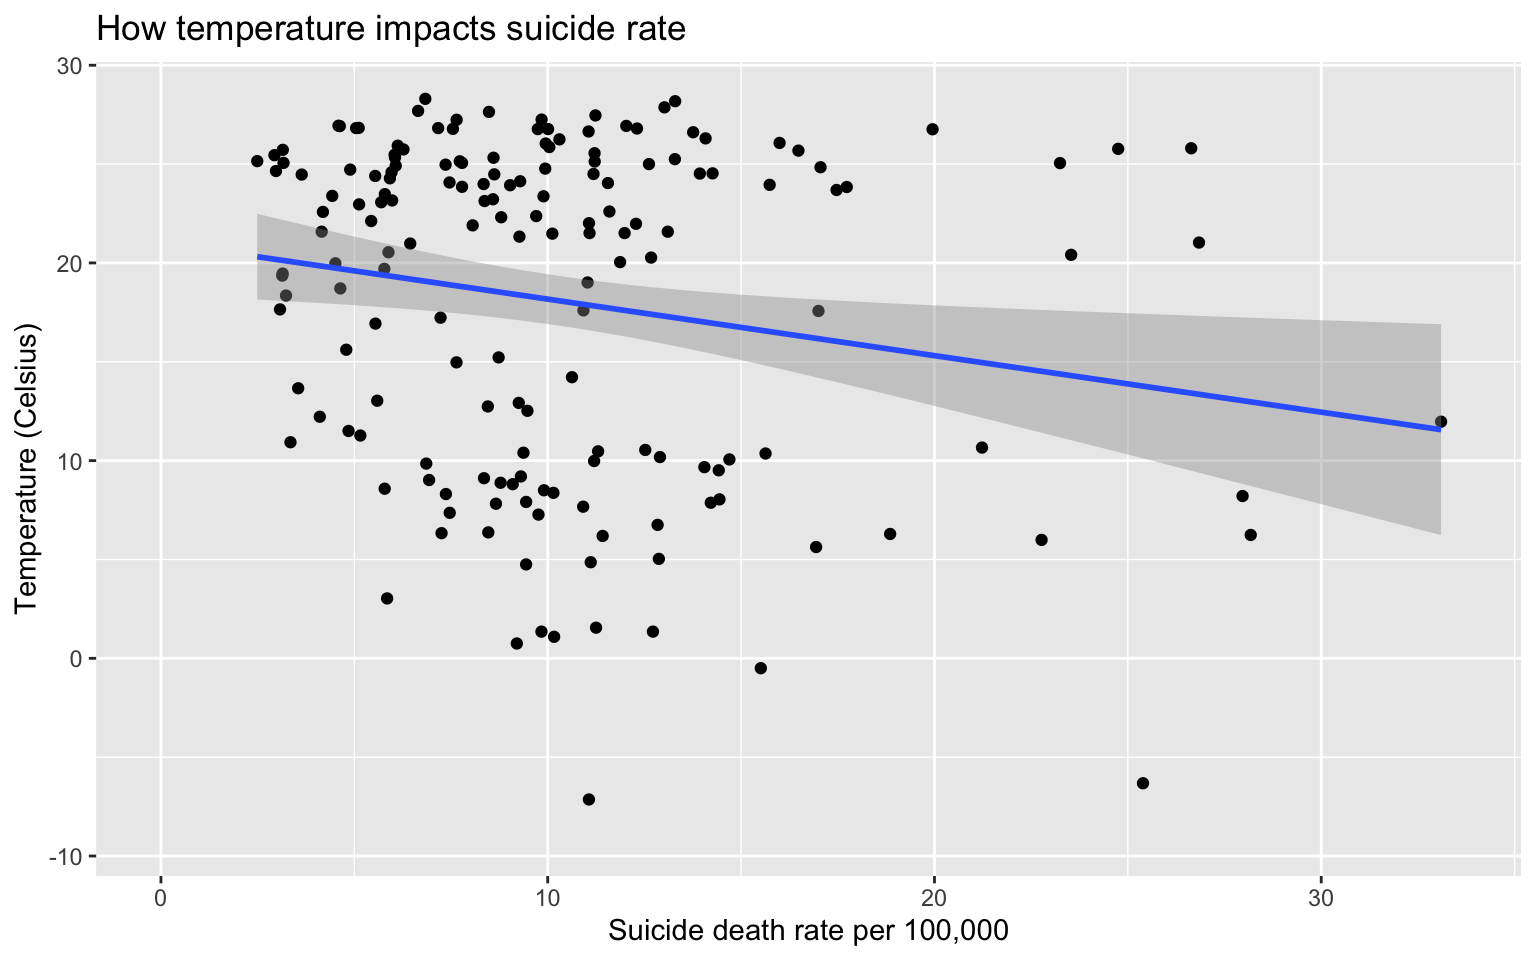 How temperature impacts suicide rate
30
20
10
0
-10
Temperature (Celsius)
0 10 20 30
Suicide death rate per 100,000